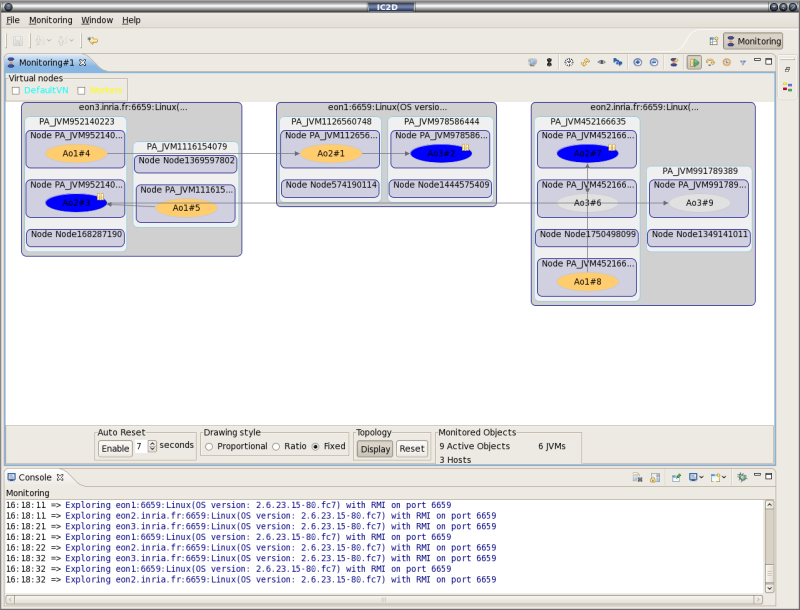 IC2D
File Monitoring Window Help
Monitoring
Monitoring#1
Virtual nodes
DefaultVN
Workers
eon3.inria.fr:6659:Linux(...
PA_JVM952140223
Node PA_JVM952140...
Ao1#4
Node PA_JVM952140...
Ao2#3
Node Node168287190
PA_JVM1116154079
Node Node1369597802
Node PA_JVM111615...
Ao1#5
eon1:6659:Linux(OS versio...
PA_JVM1126560748
Node PA_JVM112656...
Ao2#1
Node Node574190114
PA_JVM978586444
Node PA_JVM978586...
Ao3#2
Node Node1444575409
eon2.inria.fr:6659:Linux(...
PA_JVM452166635
Node PA_JVM452166...
Ao2#7
Node PA_JVM452166...
Ao3#6
Node Node1750498099
Node PA_JVM452166...
Ao1#8
PA_JVM991789389
Node PA_JVM991789...
Ao3#9
Node Node1349141011
Auto Reset
Enable 7 seconds
Drawing style
Proportional Ratio Fixed
Topology
Display Reset
Monitored Objects
9 Active Objects 6 JVMs
3 Hosts
Console
Monitoring
16:18:11 => Exploring eon1:6659:Linux(OS version: 2.6.23.15-80.fc7) with RMI on port 6659
16:18:11 => Exploring eon2.inria.fr:6659:Linux(OS version: 2.6.23.15-80.fc7) with RMI on port 6659
16:18:21 => Exploring eon3.inria.fr:6659:Linux(OS version: 2.6.23.15-80.fc7) with RMI on port 6659
16:18:21 => Exploring eon1:6659:Linux(OS version: 2.6.23.15-80.fc7) with RMI on port 6659
16:18:22 => Exploring eon2.inria.fr:6659:Linux(OS version: 2.6.23.15-80.fc7) with RMI on port 6659
16:18:32 => Exploring eon3.inria.fr:6659:Linux(OS version: 2.6.23.15-80.fc7) with RMI on port 6659
16:18:32 => Exploring eon1:6659:Linux(OS version: 2.6.23.15-80.fc7) with RMI on port 6659
16:18:32 => Exploring eon2.inria.fr:6659:Linux(OS version: 2.6.23.15-80.fc7) with RMI on port 6659